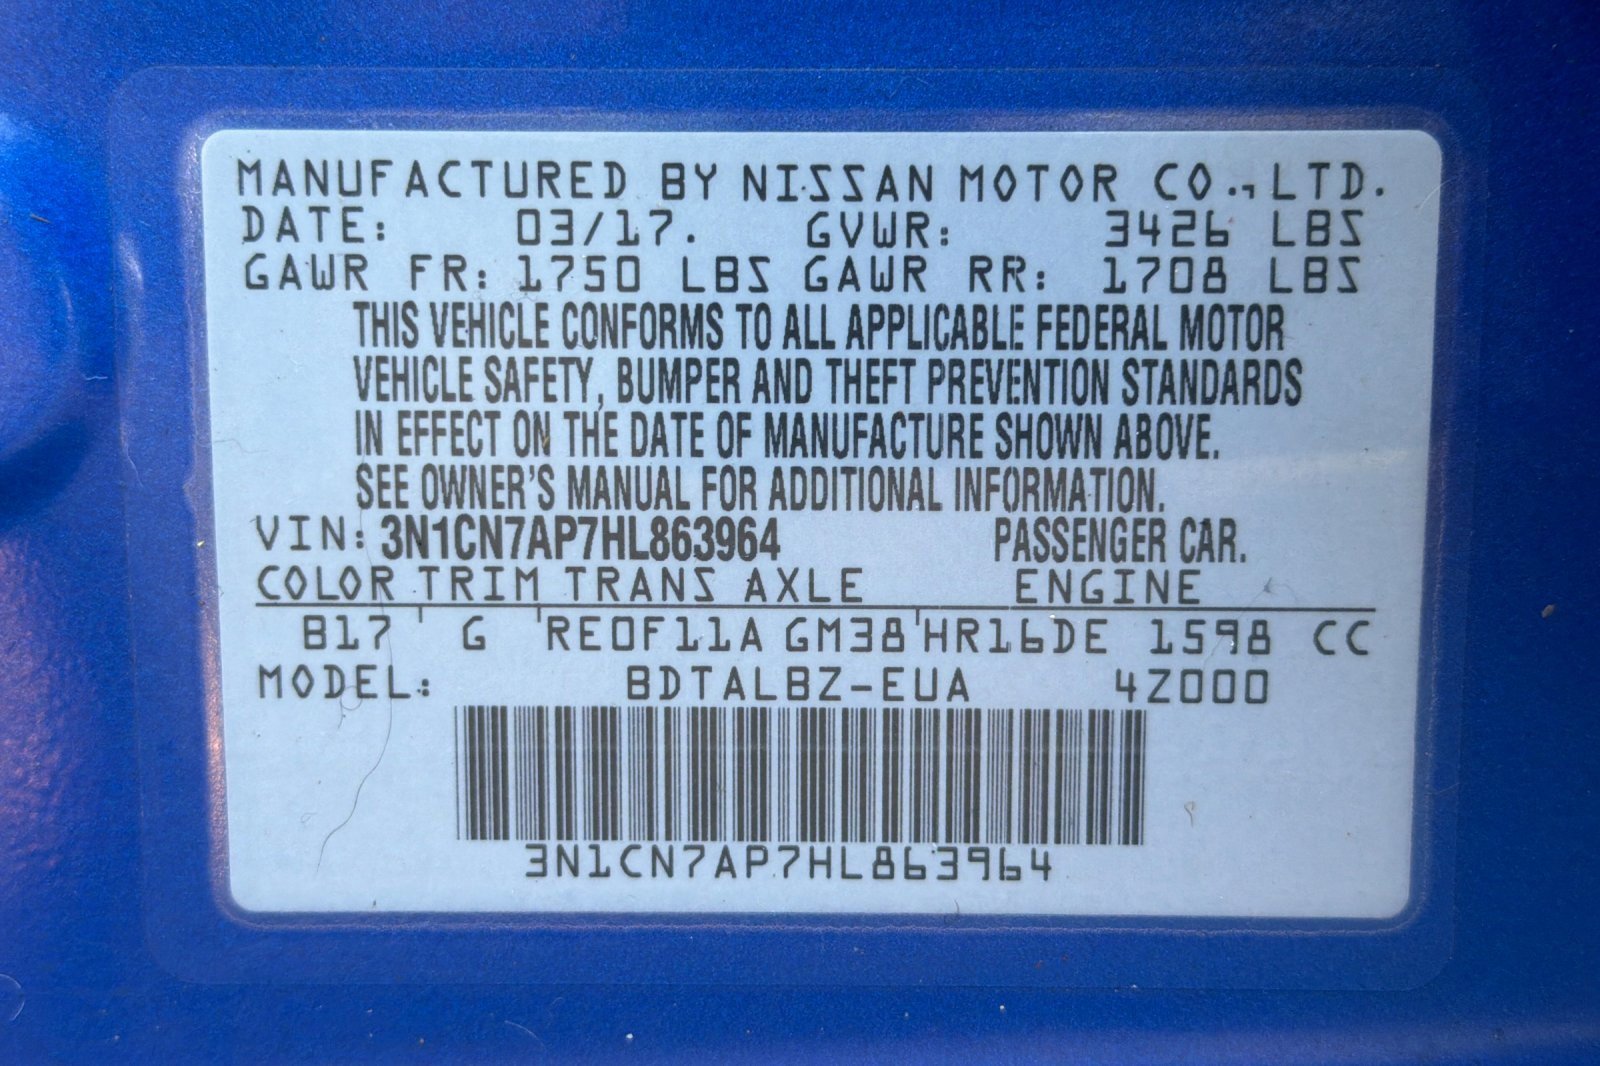 MANUFACTURED BY NISSAN MOTOR CO., LTD.
DATE: 03/17. GVWR: 3426 LBS
GAWR FR: 1750 LBS GAWR RR: 1708 LBS
THIS VEHICLE CONFORMS TO ALL APPLICABLE FEDERAL MOTOR
VEHICLE SAFETY, BUMPER AND THEFT PREVENTION STANDARDS
IN EFFECT ON THE DATE OF MANUFACTURE SHOWN ABOVE.
SEE OWNER'S MANUAL FOR ADDITIONAL INFORMATION.
VIN: 3N1CN7AP7HL863964 PASSENGER CAR.
COLOR TRIM TRANS AXLE ENGINE
B17 G RE0F11A GM38 HR16DE 1598 CC
MODEL: BDTALBZ-EUA 4Z000
3N1CN7AP7HL863964